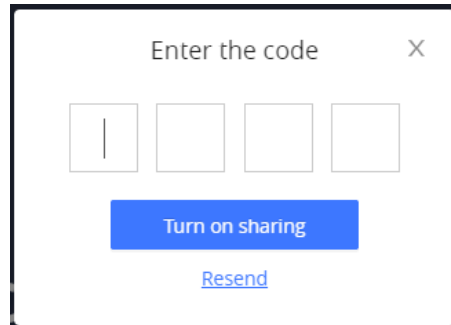 Enter the code X
Turn on sharing
Resend